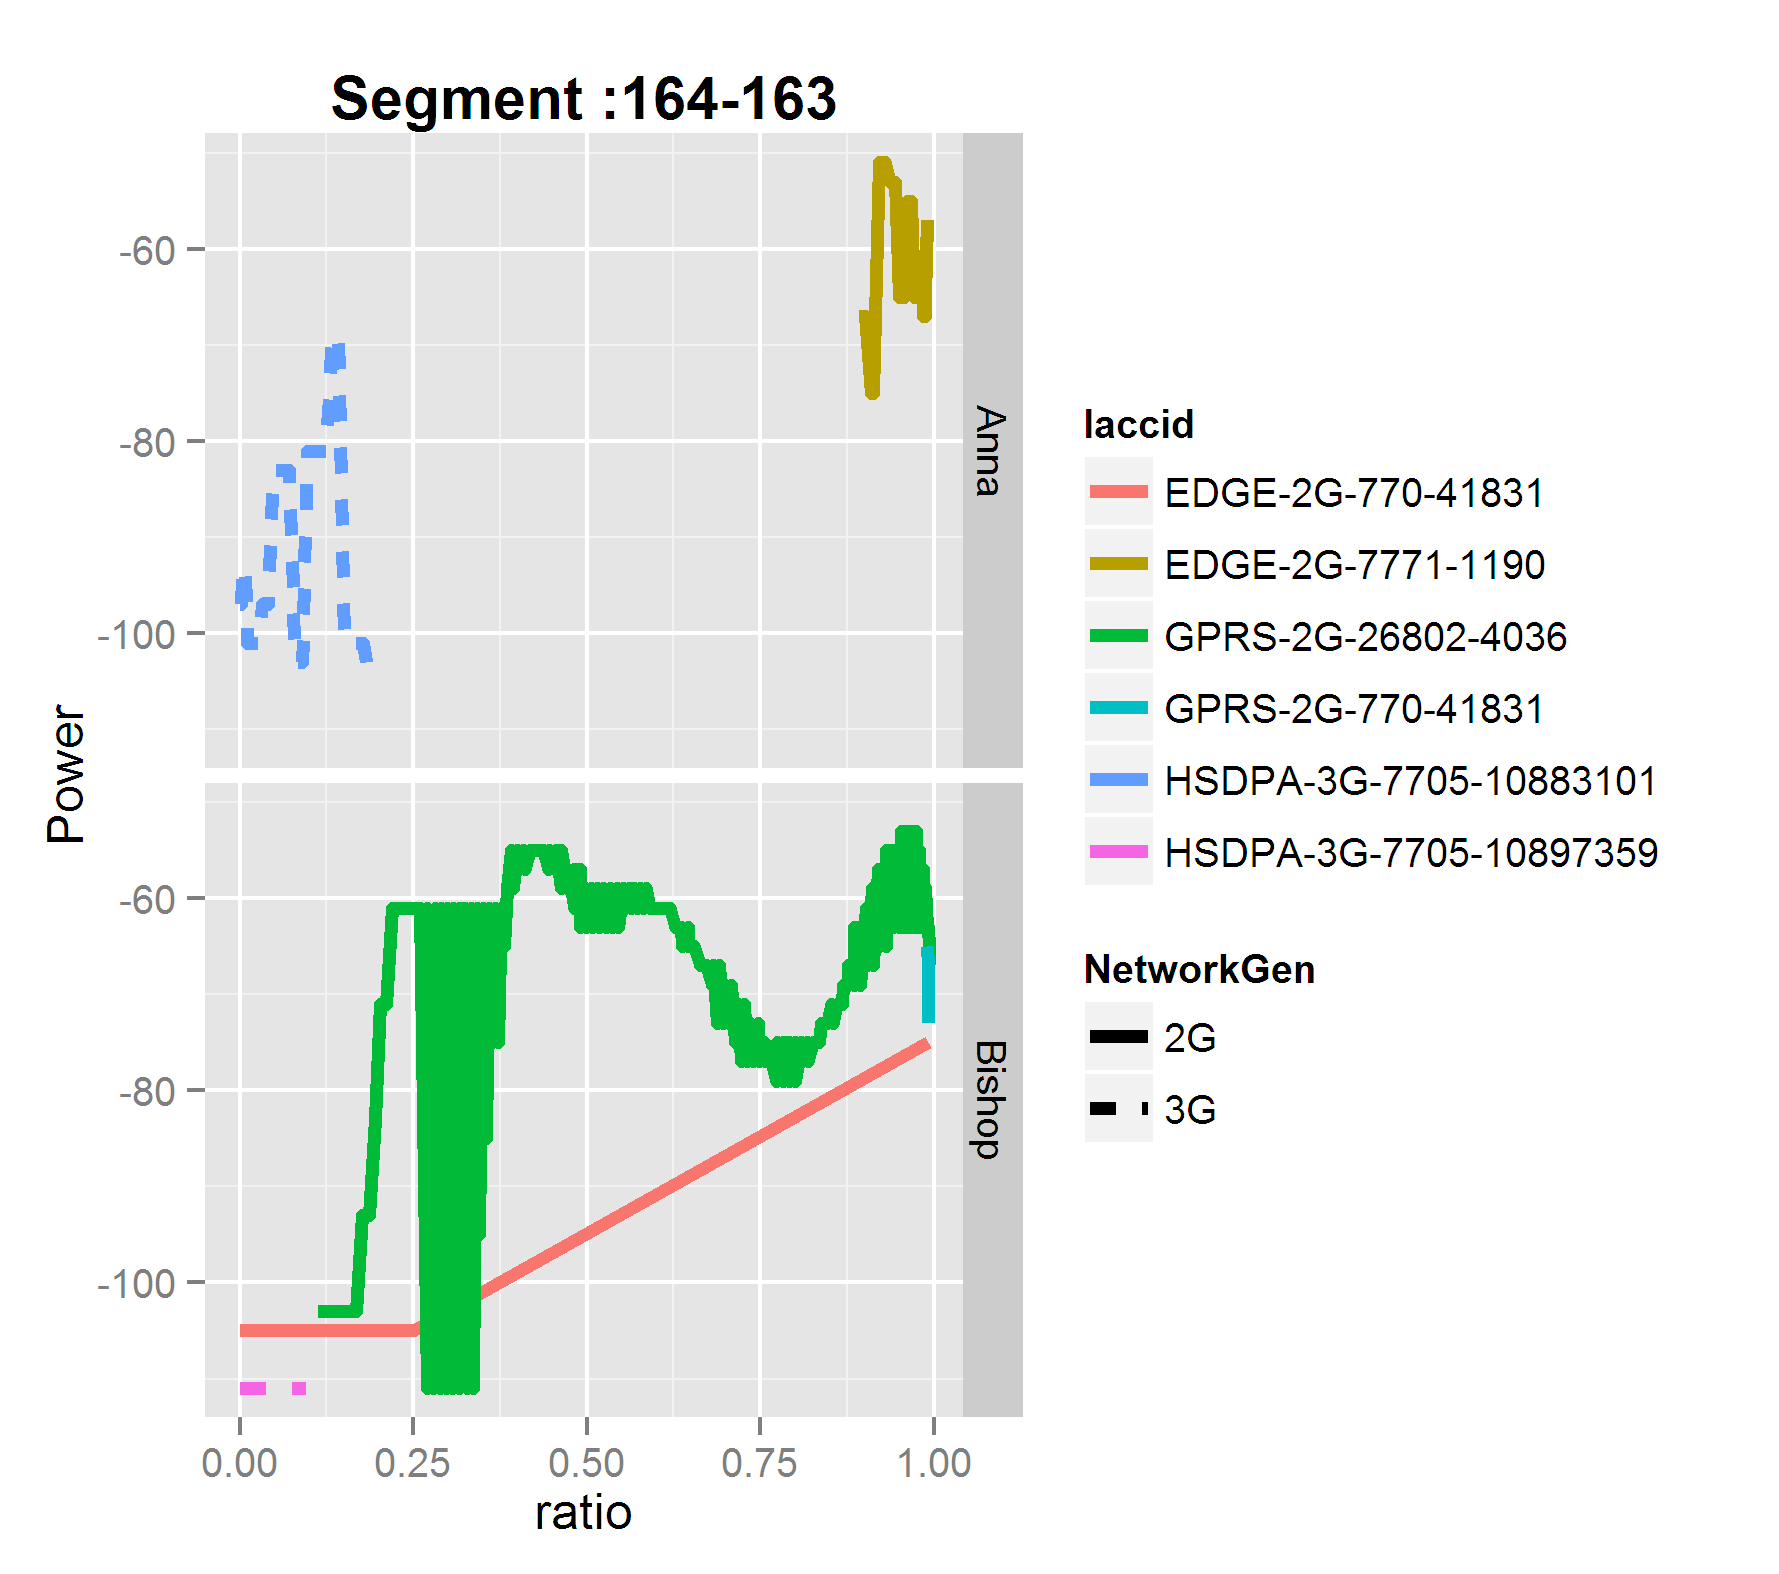 Segment :164-163
Power
-60
-80
-100
Anna
-60
-80
-100
Bishop
0.00 0.25 0.50 0.75 1.00
ratio
laccid
EDGE-2G-770-41831
EDGE-2G-7771-1190
GPRS-2G-26802-4036
GPRS-2G-770-41831
HSDPA-3G-7705-10883101
HSDPA-3G-7705-10897359
NetworkGen
2G
3G